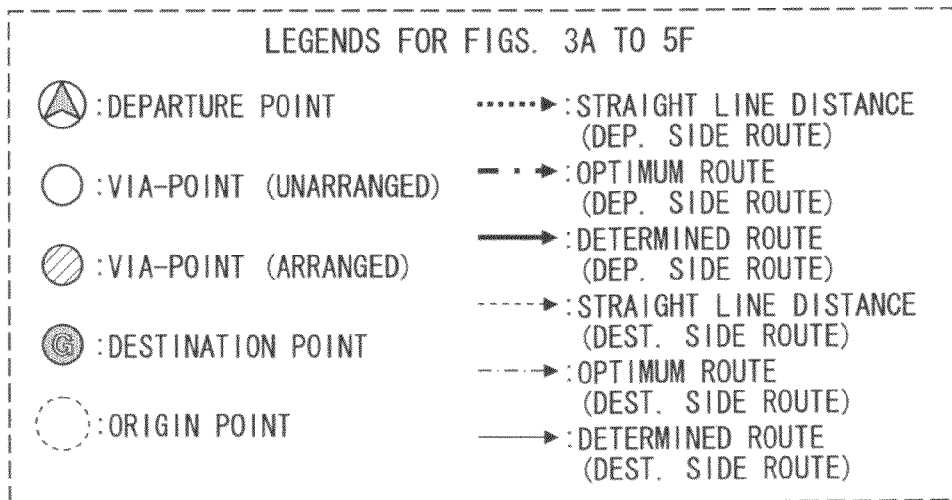 LEGENDS FOR FIGS. 3A TO 5F
:DEPARTURE POINT
:VIA-POINT (UNARRANGED)
:VIA-POINT (ARRANGED)
G :DESTINATION POINT
:ORIGIN POINT
:STRAIGHT LINE DISTANCE
(DEP. SIDE ROUTE)
:OPTIMUM ROUTE
(DEP. SIDE ROUTE)
:DETERMINED ROUTE
(DEP. SIDE ROUTE)
:STRAIGHT LINE DISTANCE
(DEST. SIDE ROUTE)
:OPTIMUM ROUTE
(DEST. SIDE ROUTE)
:DETERMINED ROUTE
(DEST. SIDE ROUTE)